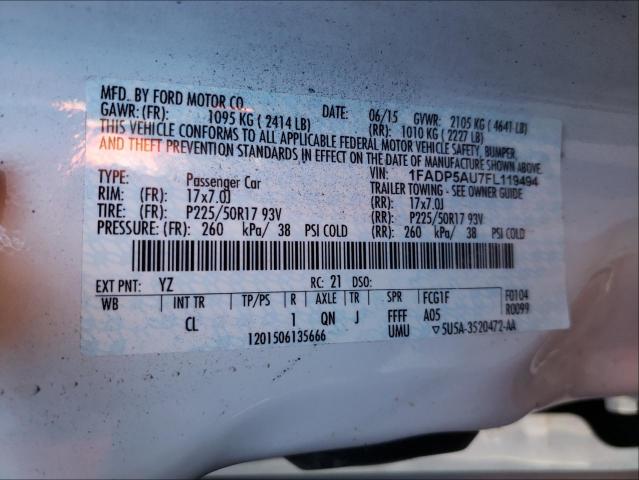 MFD. BY FORD MOTOR CO.
DATE: 06/15 GVWR: 2105 KG ( 4641 LB)
GAWR: (FR): 1095 KG ( 2414 LB) (RR): 1010 KG ( 2227 LB)
THIS VEHICLE CONFORMS TO ALL APPLICABLE FEDERAL MOTOR VEHICLE SAFETY, BUMPER,
AND THEFT PREVENTION STANDARDS IN EFFECT ON THE DATE OF MANUFACTURE SHOWN ABOVE.
VIN: 1FADP5AU7FL119494
TYPE: Passenger Car TRAILER TOWING - SEE OWNER GUIDE
RIM: (FR): 17x7.0J (RR): 17x7.0J
TIRE: (FR): P225/50R17 93V (RR): P225/50R17 93V
PRESSURE: (FR): 260 kPa/ 38 PSI COLD (RR): 260 kPa/ 38 PSI COLD
EXT PNT: YZ RC: 21 DSO:
WB INT TR TP/PS R AXLE TR SPR FCG1F F0104
CL 1 QN J FFFF A05 R0099
1201506135666 UMU ▽5U5A-3520472-AA